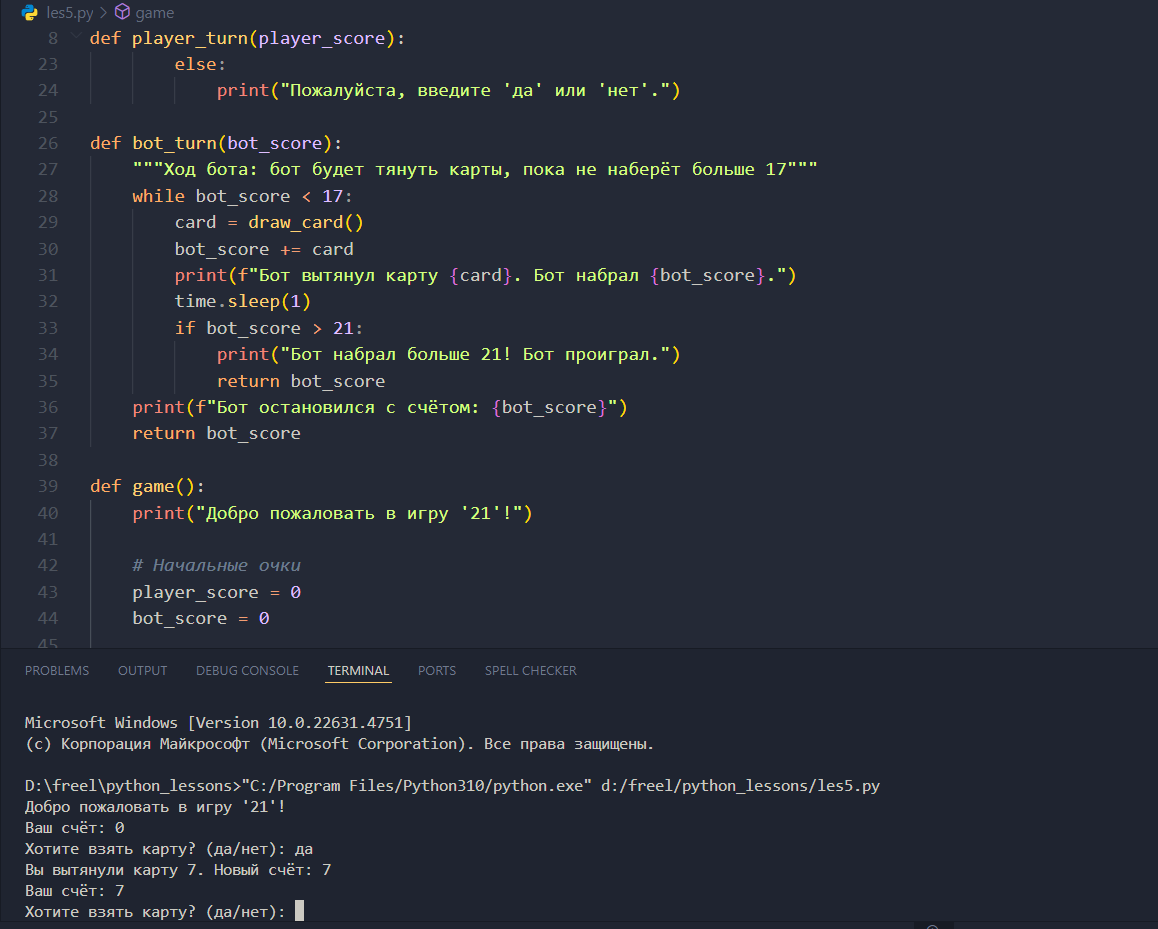 les5.py > game
8 def player_turn(player_score):
23 else:
24 print("Пожалуйста, введите 'да' или 'нет'.")
25
26 def bot_turn(bot_score):
27 """Ход бота: бот будет тянуть карты, пока не наберёт больше 17"""
28 while bot_score < 17:
29 card = draw_card()
30 bot_score += card
31 print(f"Бот вытянул карту {card}. Бот набрал {bot_score}.")
32 time.sleep(1)
33 if bot_score > 21:
34 print("Бот набрал больше 21! Бот проиграл.")
35 return bot_score
36 print(f"Бот остановился с счётом: {bot_score}")
37 return bot_score
38
39 def game():
40 print("Добро пожаловать в игру '21'!")
41
42 # Начальные очки
43 player_score = 0
44 bot_score = 0
45
PROBLEMS OUTPUT DEBUG CONSOLE TERMINAL PORTS SPELL CHECKER
Microsoft Windows [Version 10.0.22631.4751]
(c) Корпорация Майкрософт (Microsoft Corporation). Все права защищены.
D:\freel\python_lessons>"C:/Program Files/Python310/python.exe" d:/freel/python_lessons/les5.py
Добро пожаловать в игру '21'!
Ваш счёт: 0
Хотите взять карту? (да/нет): да
Вы вытянули карту 7. Новый счёт: 7
Ваш счёт: 7
Хотите взять карту? (да/нет):